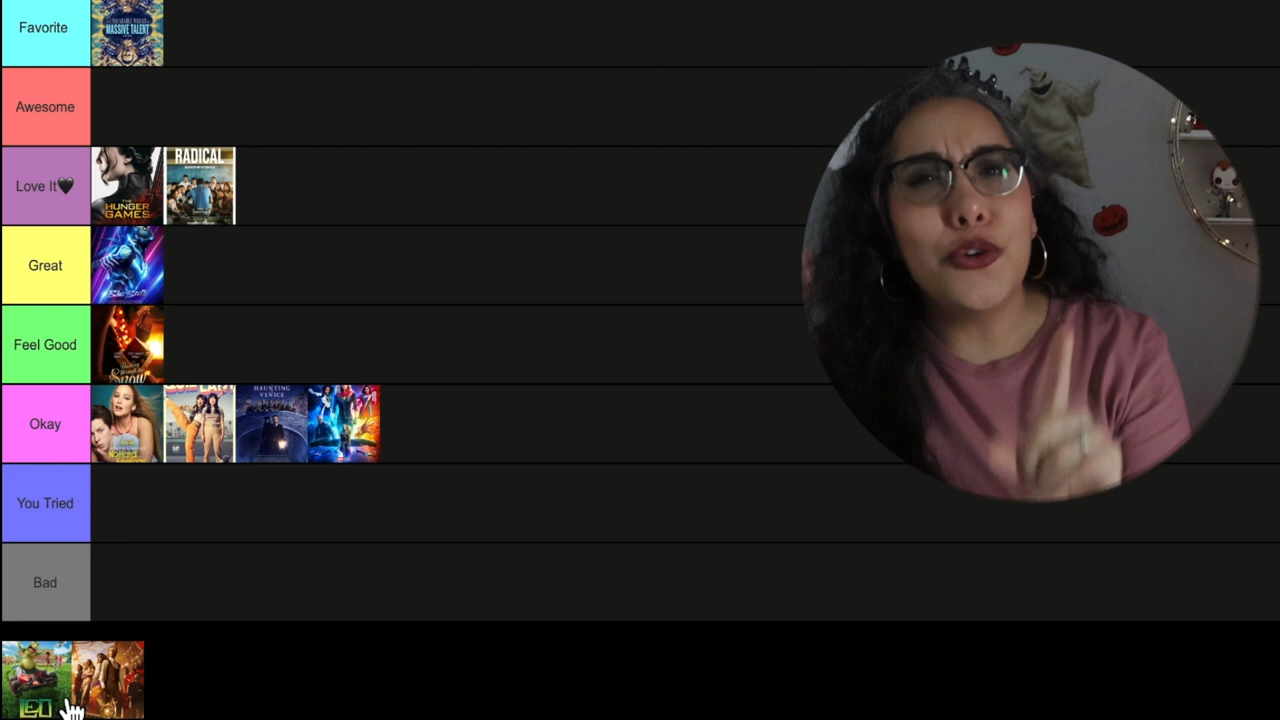 Favorite
MASSIVE TALENT
Awesome
Love It🖤
THE
HUNGER
GAMES
RADICAL
Great
Feel Good
Okay
HAUNTING
VENICE
You Tried
Bad